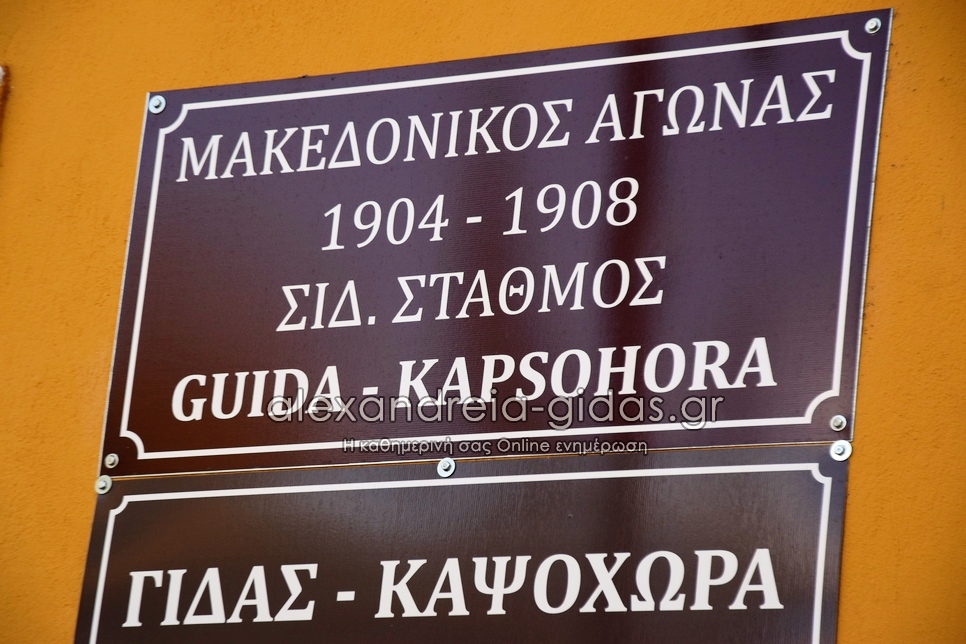 ΜΑΚΕΔΟΝΙΚΟΣ ΑΓΩΝΑΣ
1904 - 1908
ΣΙΔ. ΣΤΑΘΜΟΣ
GUIDA - KAPSOHORA
alexandreia-gidas.gr
Η καθημερινή σας Online ενημέρωση
ΓΙΔΑΣ - ΚΑΨΟΧΩΡΑ